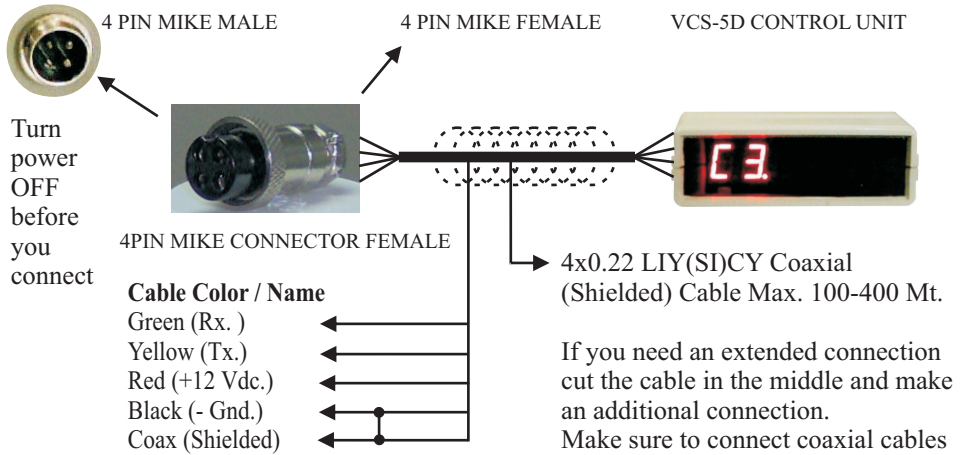 4 PIN MIKE MALE
4 PIN MIKE FEMALE
VCS-5D CONTROL UNIT
Turn
power
OFF
before
you
connect
C 3.
4PIN MIKE CONNECTOR FEMALE
Cable Color / Name
Green (Rx. )
Yellow (Tx.)
Red (+12 Vdc.)
Black (- Gnd.)
Coax (Shielded)
4x0.22 LIY(SI)CY Coaxial
(Shielded) Cable Max. 100-400 Mt.
If you need an extended connection
cut the cable in the middle and make
an additional connection.
Make sure to connect coaxial cables